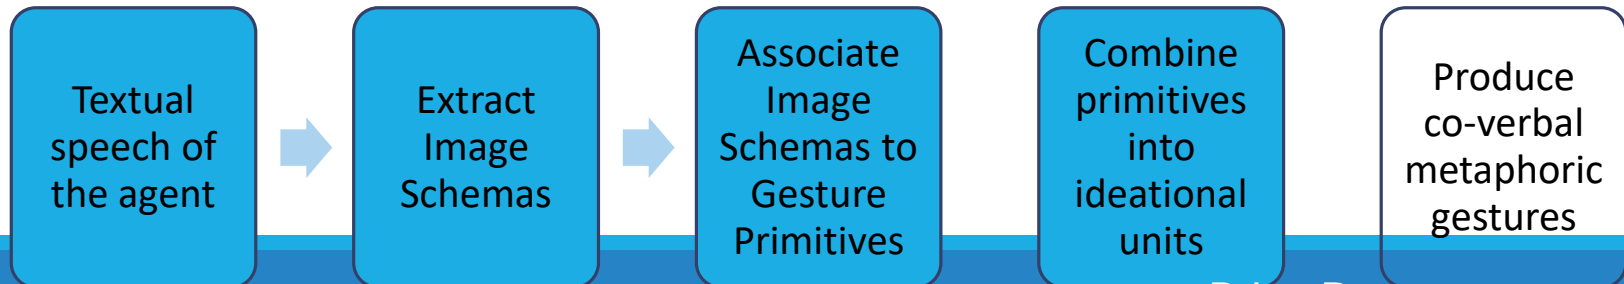 Textual
speech of
the agent
Extract
Image
Schemas
Associate
Image
Schemas to
Gesture
Primitives
Combine
primitives
into
ideational
units
Produce
co-verbal
metaphoric
gestures